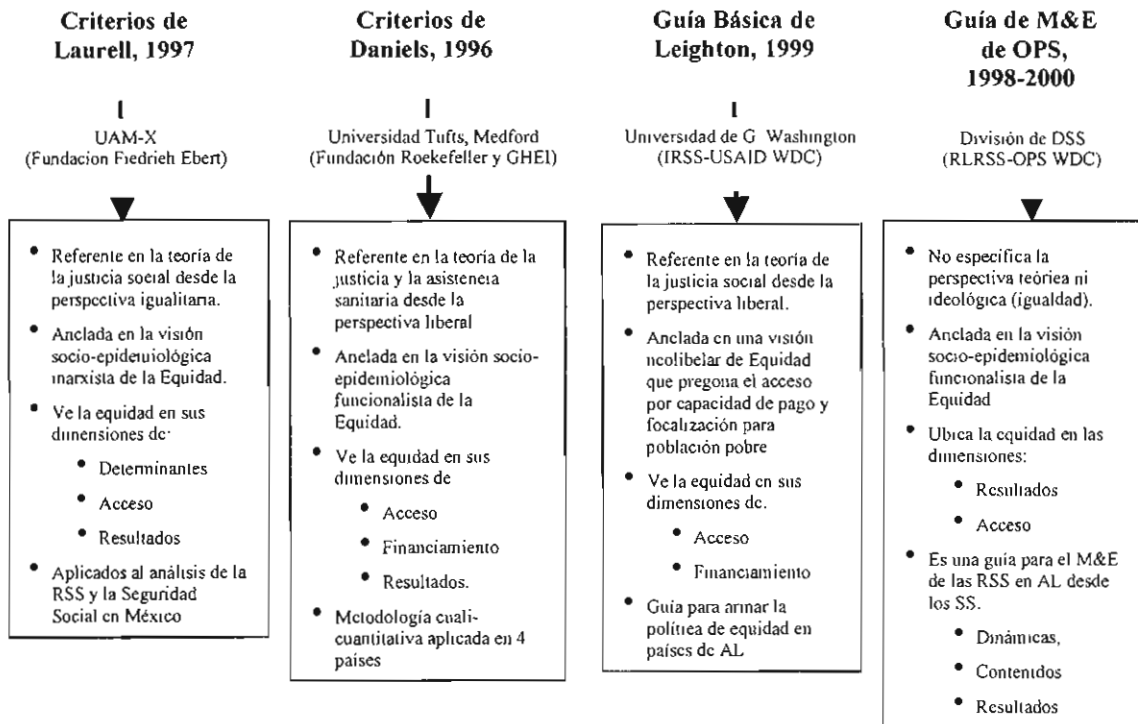 Criterios de
Laurell, 1997
UAM-X
(Fundacion Fiedrieh Ebert)
• Referente en la teoría de
la justicia social desde la
perspectiva igualitaria.
• Anclada en la visión
socio-epidemiológica
marxista de la Equidad.
• Ve la equidad en sus
dimensiones de·
• Determinantes
• Acceso
• Resultados
• Aplicados al análisis de la
RSS y la Seguridad
Social en México
Criterios de
Daniels, 1996
Universidad Tufts, Medford
(Fundación Roekefeller y GHEI)
• Referente en la teoría de la
justicia y la asistencia
sanitaria desde la
perspectiva liberal
• Anclada en la visión socio-
epidemiológica
funcionalista de la
Equidad.
• Ve la equidad en sus
dimensiones de
• Acceso
• Financiamiento
• Resultados.
• Metodología cuali-
cuantitativa aplicada en 4
países
Guía Básica de
Leighton, 1999
Universidad de G Washington
(IRSS-USAID WDC)
• Referente en la teoría de
la justicia social desde la
perspectiva liberal.
• Anclada en una visión
neolibelar de Equidad
que pregona el acceso
por capacidad de pago y
focalización para
población pobre
• Ve la equidad en sus
dimensiones de.
• Acceso
• Financiamiento
• Guía para armar la
política de equidad en
países de AL
Guía de M&E
de OPS,
1998-2000
División de DSS
(RLRSS-OPS WDC)
• No especifica la
perspectiva teórica ni
ideológica (igualdad).
• Anclada en la visión
socio-epidemiológica
funcionalista de la
Equidad
• Ubica la equidad en las
dimensiones:
• Resultados
• Acceso
• Es una guía para el M&E
de las RSS en AL desde
los SS.
• Dinámicas,
• Contenidos
• Resultados